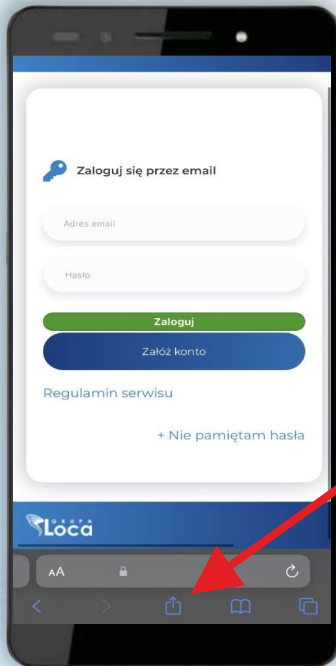 Zaloguj się przez email
Adres email
Hasło
Zaloguj
Załóż konto
Regulamin serwisu
+ Nie pamiętam hasła
GRUPA
Loca
AA